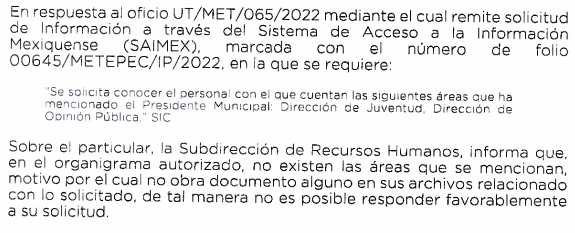 En respuesta al oficio UT/MET/065/2022 mediante el cual remite solicitud
de Información a través del Sistema de Acceso a la Información
Mexiquense (SAIMEX), marcada con el número de folio
00645/METEPEC/IP/2022, en la que se requiere:
"Se solicita conocer el personal con el que cuentan las siguientes áreas que ha
mencionado el Presidente Municipal: Dirección de Juventud, Dirección de
Opinión Pública." SIC
Sobre el particular, la Subdirección de Recursos Humanos, informa que,
en el organigrama autorizado, no existen las áreas que se mencionan,
motivo por el cual no obra documento alguno en sus archivos relacionado
con lo solicitado, de tal manera no es posible responder favorablemente
a su solicitud.